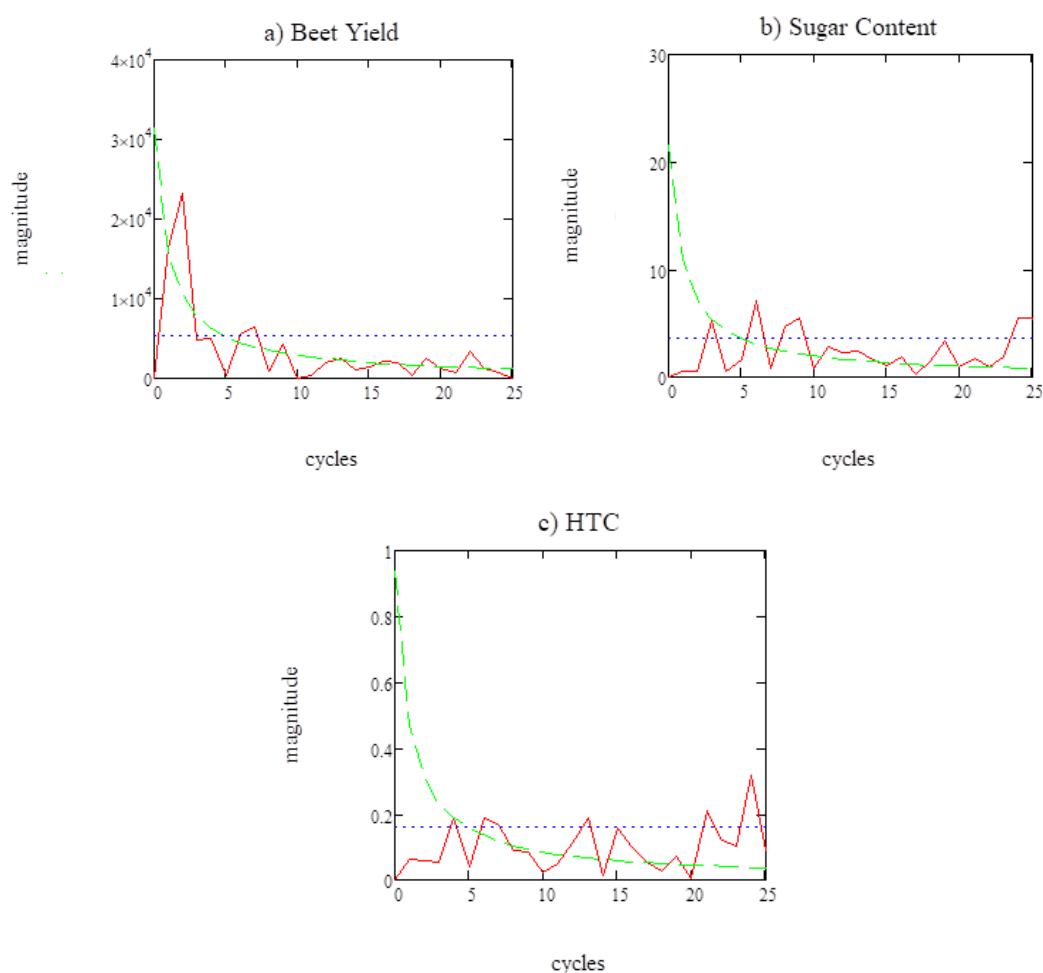 a) Beet Yield
4×10⁴
3×10⁴
2×10⁴
1×10⁴
0
magnitude
0 5 10 15 20 25
cycles
b) Sugar Content
30
20
10
0
magnitude
0 5 10 15 20 25
cycles
c) HTC
1
0.8
0.6
0.4
0.2
0
magnitude
0 5 10 15 20 25
cycles